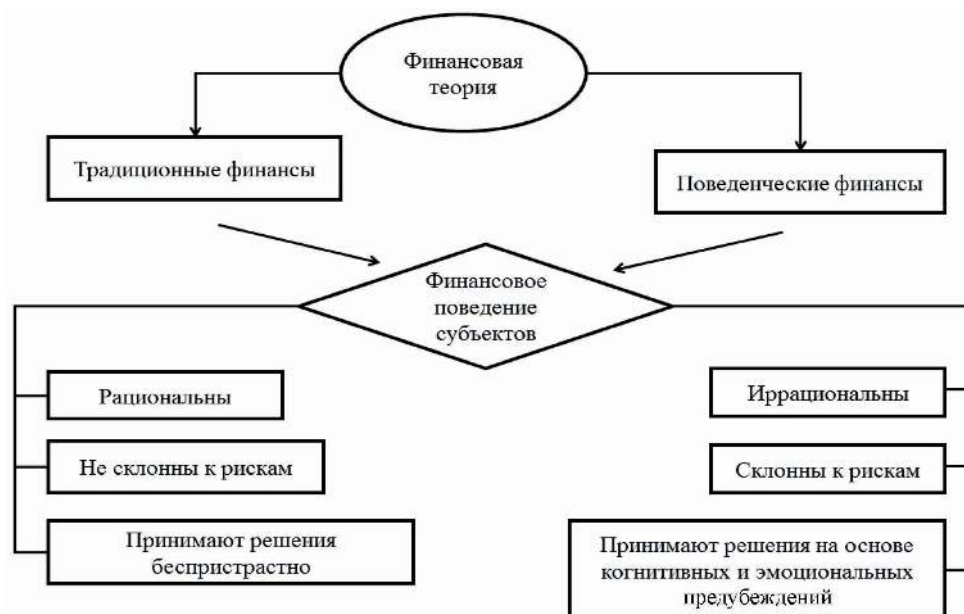 Финансовая
теория
Традиционные финансы
Поведенческие финансы
Финансовое
поведение
субъектов
Рациональны
Иррациональны
Не склонны к рискам
Склонны к рискам
Принимают решения
беспристрастно
Принимают решения на основе
когнитивных и эмоциональных
предубеждений